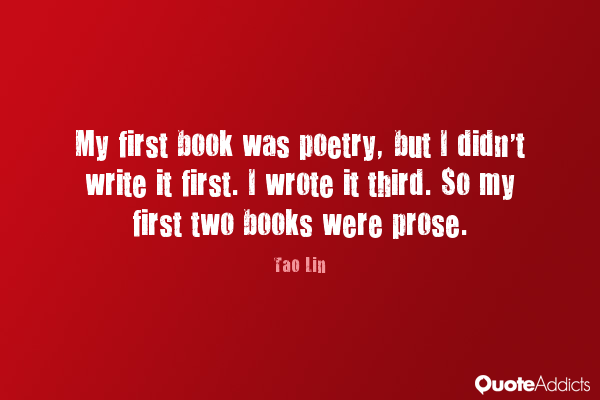 My first book was poetry, but I didn't
write it first. I wrote it third. So my
first two books were prose.
Tao Lin
QuoteAddicts